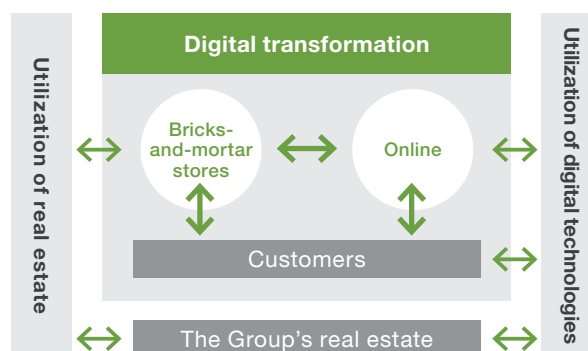 Utilization of real estate
Digital transformation
Bricks-
and-mortar
stores
Online
Customers
The Group's real estate
Utilization of digital technologies